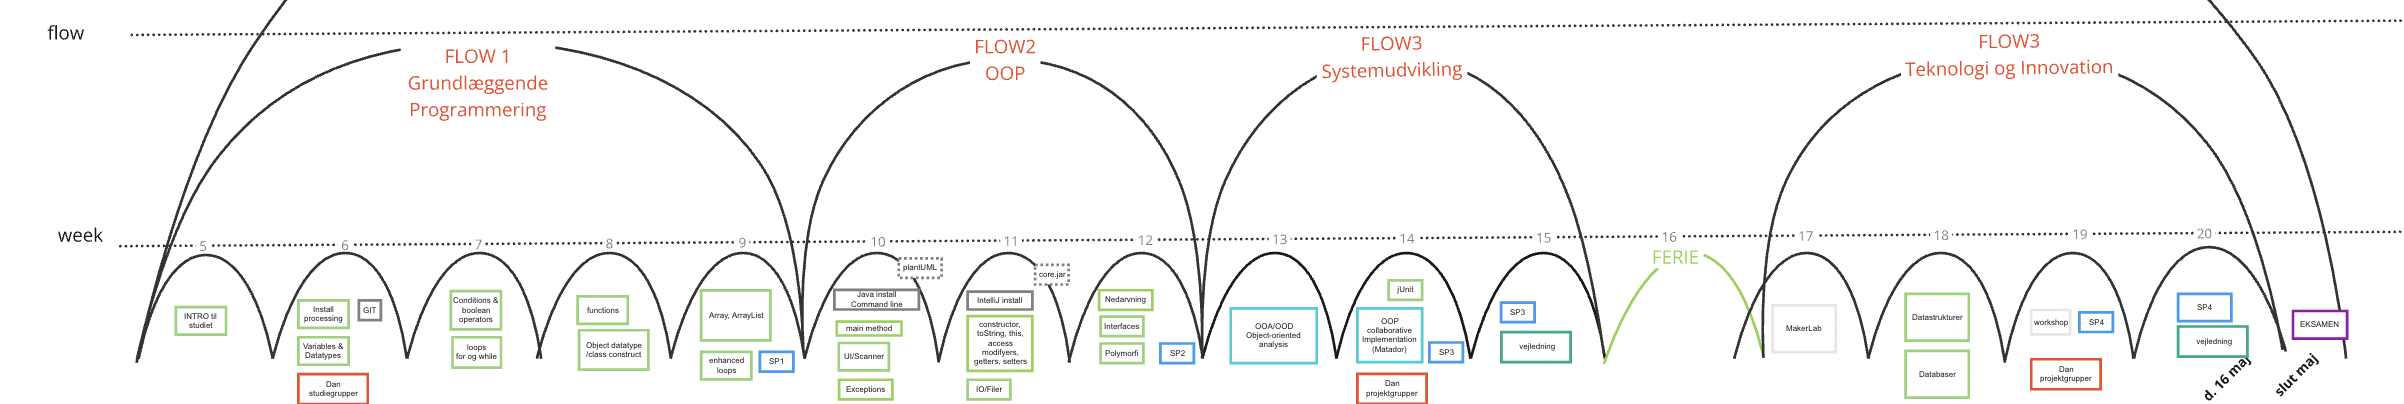 flow
FLOW 1
Grundlæggende
Programmering
FLOW2
OOP
FLOW3
Systemudvikling
FLOW3
Teknologi og Innovation
week
5
6
7
8
9
10
11
12
13
14
15
16
17
18
19
20
FERIE
INTRO til
studiet
Install
processing
GIT
Variables &
Datatypes
Dan
studiegrupper
Conditions &
boolean
operators
loops
for og while
functions
Object datatype
/class construct
Array, ArrayList
enhanced
loops
SP1
plantUML
Java install
Command line
main method
UI/Scanner
Exceptions
core.jar
IntelliJ install
constructor,
toString, this,
access
modifyers,
getters, setters
IO/Filer
Nedarvning
Interfaces
Polymorfi
SP2
OOA/OOD
Object-oriented
analysis
jUnit
OOP
collaborative
Implementation
(Matador)
SP3
Dan
projektgrupper
SP3
vejledning
MakerLab
Datastrukturer
Databaser
workshop
SP4
Dan
projektgrupper
SP4
vejledning
d. 16 maj
EKSAMEN
slut maj